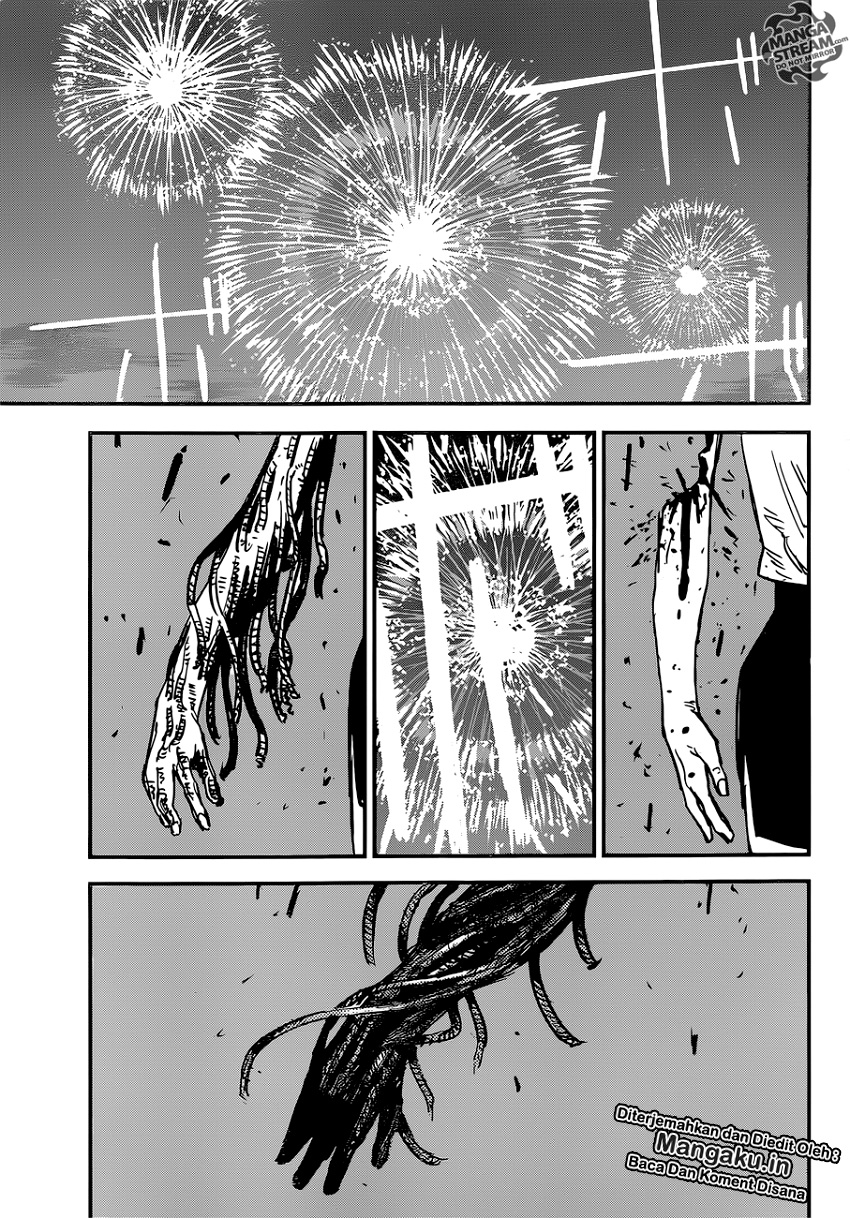 MANGA
STREAM.com
DO NOT MIRROR
Diterjemahkan dan Diedit Oleh :
Mangaku.in
Baca Dan Koment Disana